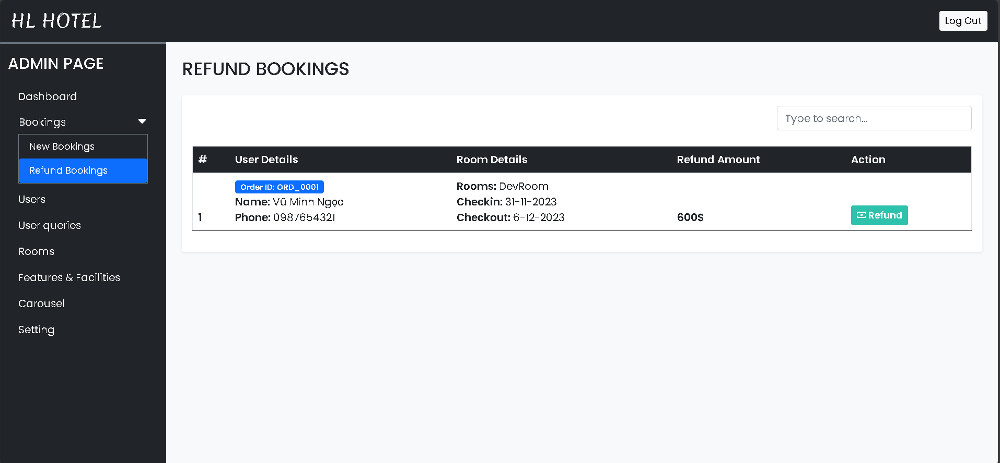 HL HOTEL
Log Out
ADMIN PAGE
Dashboard
Bookings
New Bookings
Refund Bookings
Users
User queries
Rooms
Features & Facilities
Carousel
Setting
REFUND BOOKINGS
Type to search...
# User Details Room Details Refund Amount Action
1
Order ID: ORD_0001
Name: Vũ Minh Ngọc
Phone: 0987654321
Rooms: DevRoom
Checkin: 31-11-2023
Checkout: 6-12-2023
600$
Refund